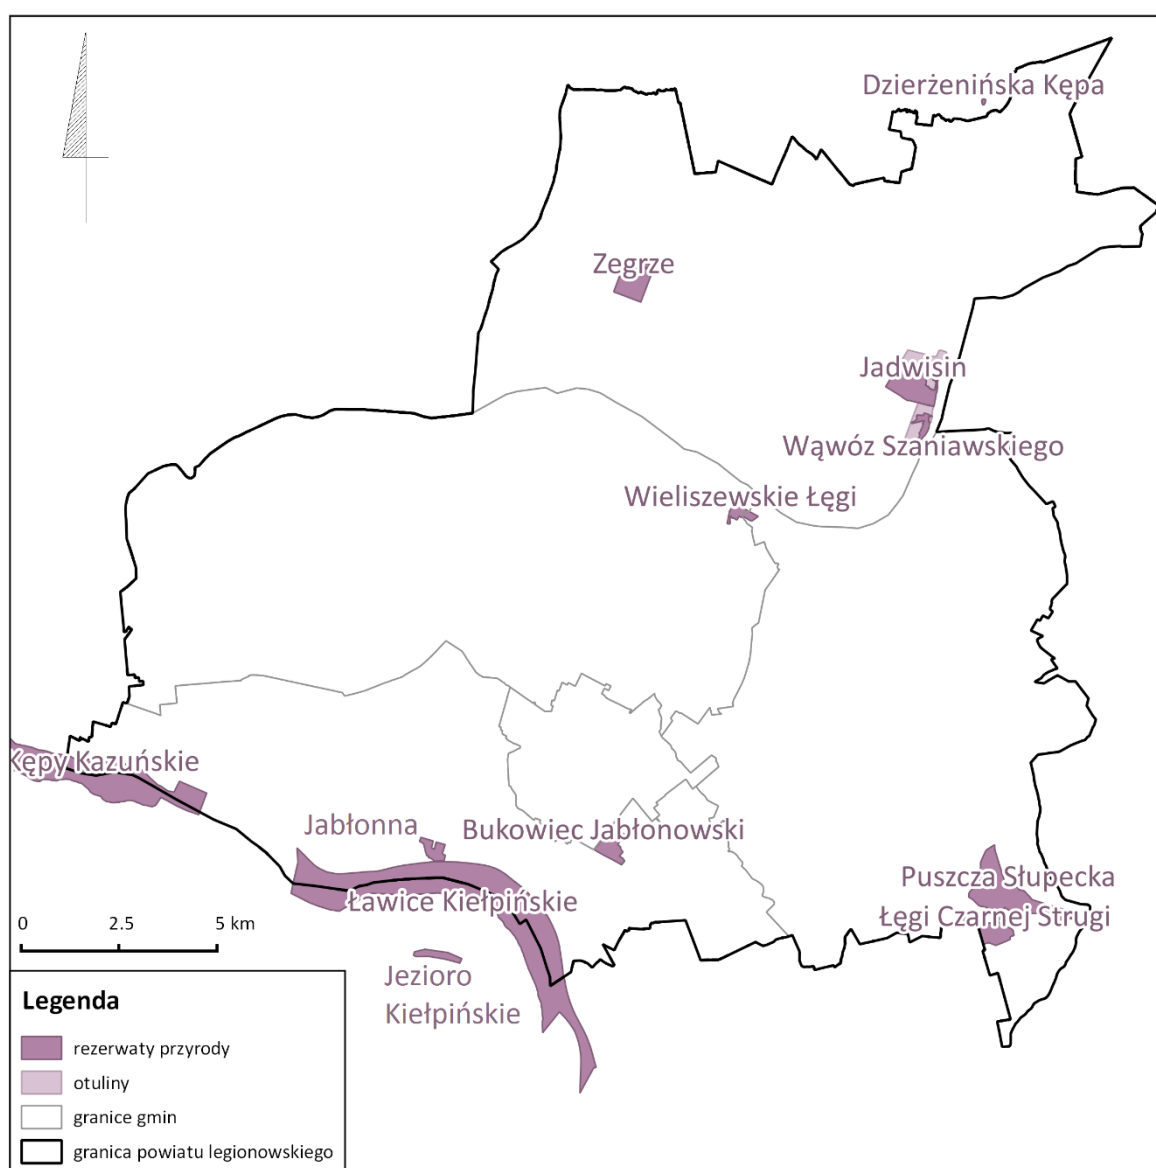 Dzierżenińska Kępa
Zegrze
Jadwisin
Wąwóz Szaniawskiego
Wieliszewskie Łęgi
Kępy Kazuńskie
Jabłonna
Bukowiec Jabłonowski
Puszcza Słupecka
Ławice Kiełpińskie
Łęgi Czarnej Strugi
0 2.5 5 km
Jezioro
Kiełpińskie
Legenda
rezerwaty przyrody
otuliny
granice gmin
granica powiatu legionowskiego